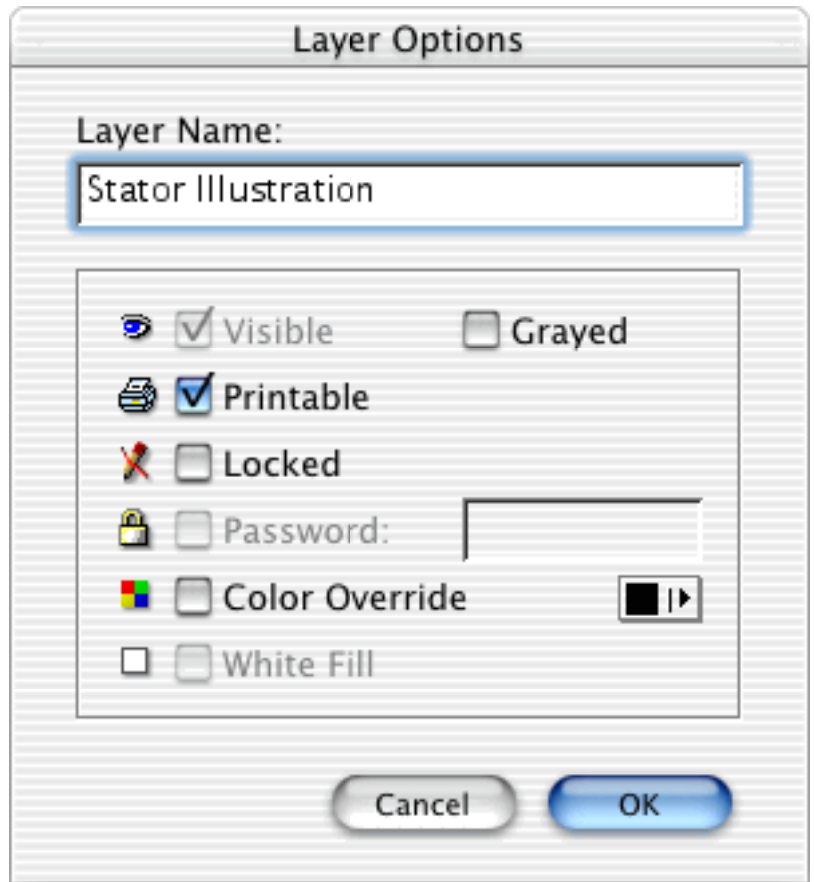 Layer Options
Layer Name:
Stator Illustration
Visible Grayed
Printable
Locked
Password:
Color Override
White Fill
Cancel OK